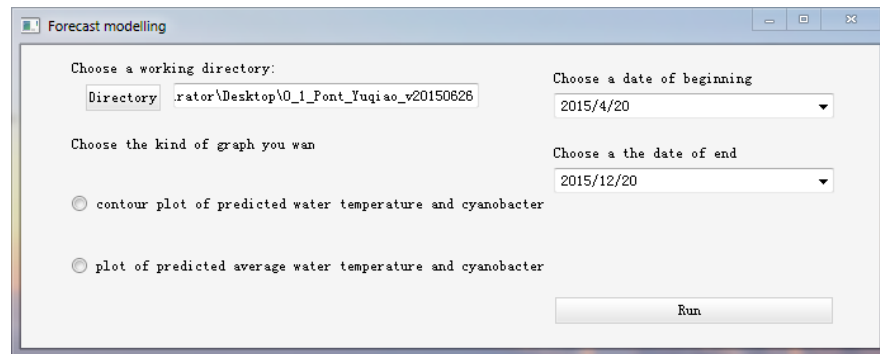 Forecast modelling
Choose a working directory:
Directory .rator\Desktop\0_1_Pont_Yuqiao_v20150626
Choose the kind of graph you wan
contour plot of predicted water temperature and cyanobacter
plot of predicted average water temperature and cyanobacter
Choose a date of beginning
2015/4/20
Choose a the date of end
2015/12/20
Run